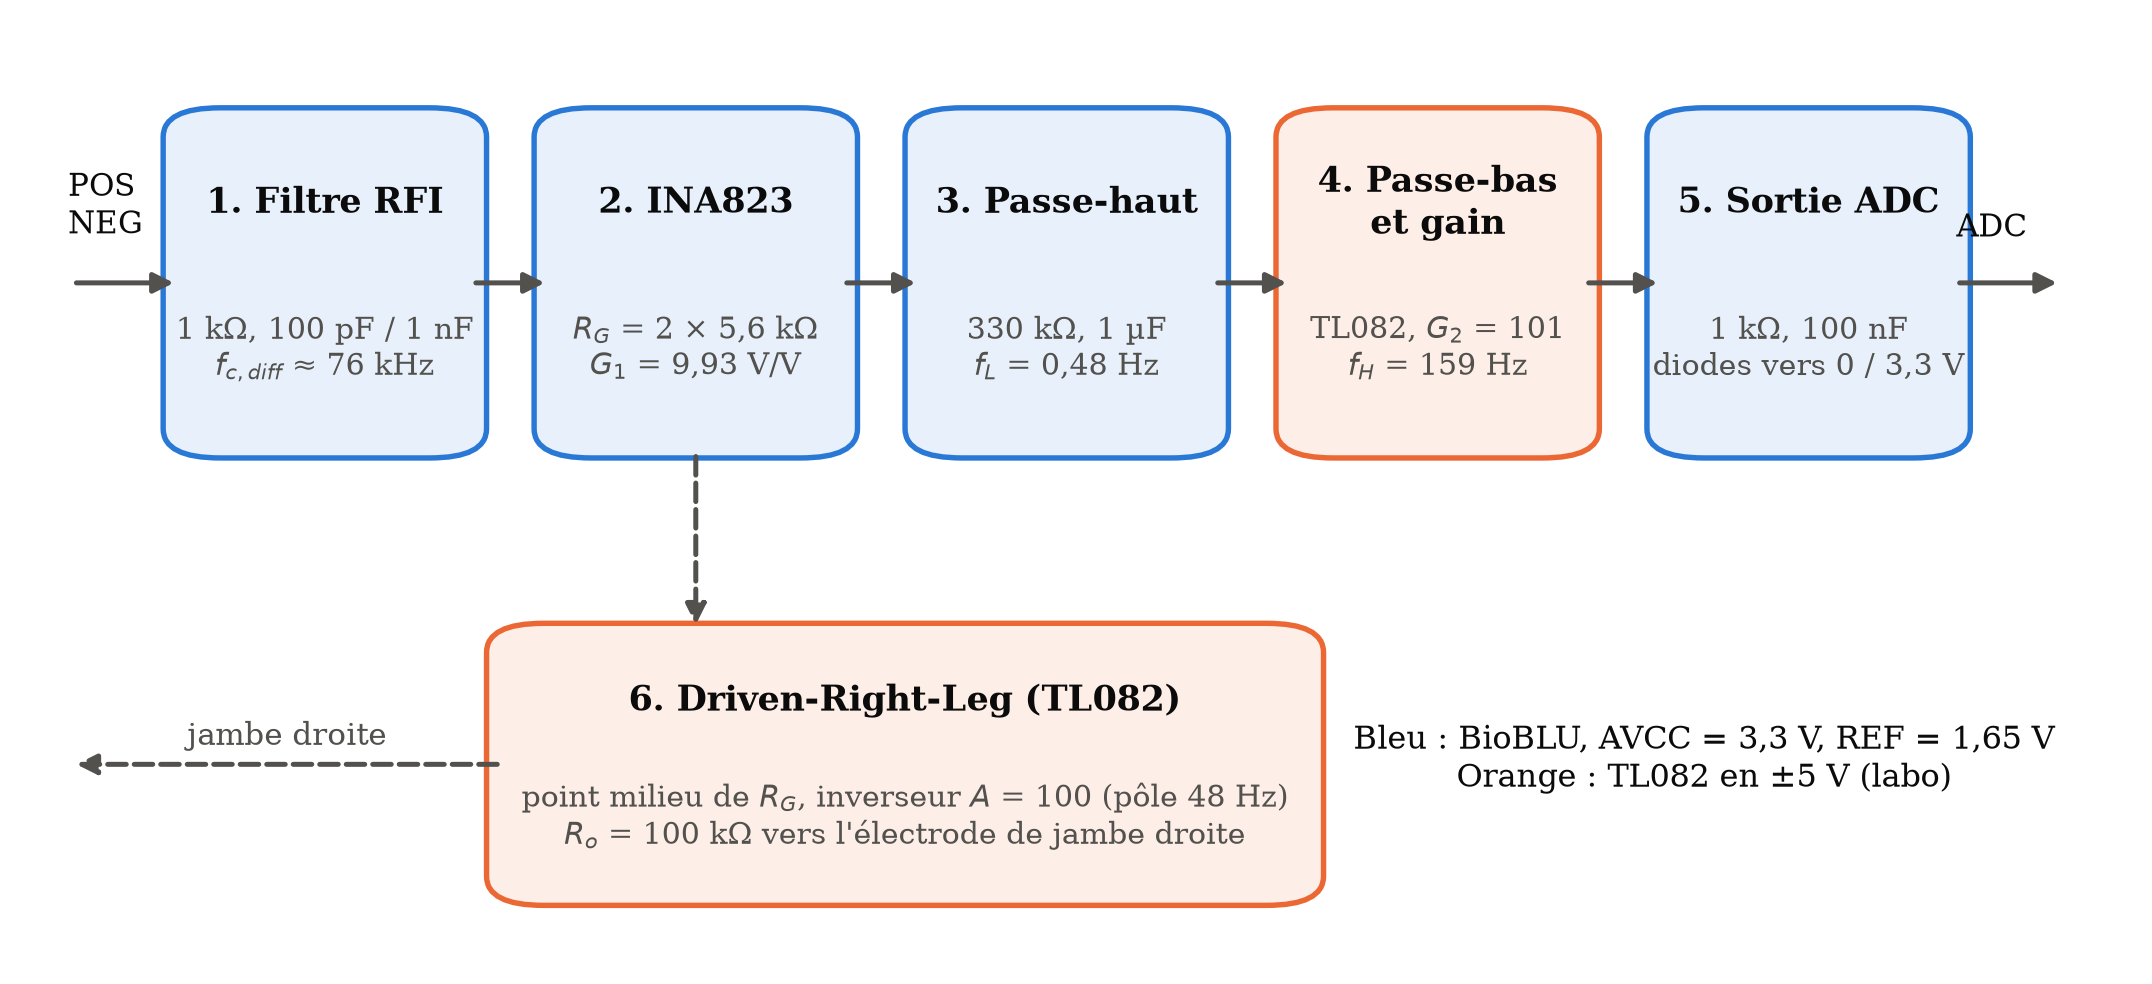 POS
NEG
1. Filtre RFI
1 kΩ, 100 pF / 1 nF
f_{c, diff} ≈ 76 kHz
2. INA823
R_G = 2 × 5,6 kΩ
G_1 = 9,93 V/V
3. Passe-haut
330 kΩ, 1 µF
f_L = 0,48 Hz
4. Passe-bas
et gain
TL082, G_2 = 101
f_H = 159 Hz
5. Sortie ADC
1 kΩ, 100 nF
diodes vers 0 / 3,3 V
ADC
6. Driven-Right-Leg (TL082)
point milieu de R_G, inverseur A = 100 (pôle 48 Hz)
R_o = 100 kΩ vers l'électrode de jambe droite
jambe droite
Bleu : BioBLU, AVCC = 3,3 V, REF = 1,65 V
Orange : TL082 en ±5 V (labo)